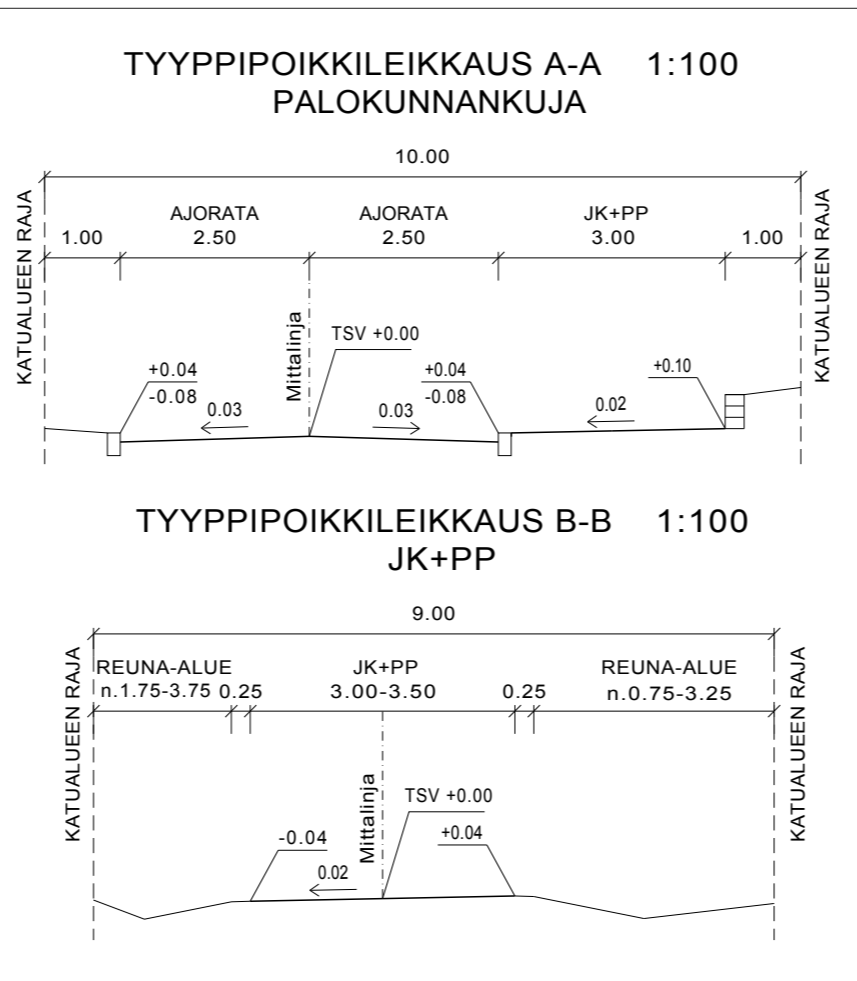 TYYPPIPOIKKILEIKKAUS A-A 1:100
PALOKUNNANKUJA
10.00
KATUALUEEN RAJA
1.00
AJORATA
2.50
AJORATA
2.50
JK+PP
3.00
1.00
KATUALUEEN RAJA
Mittalinja
TSV +0.00
+0.04
-0.08
0.03
0.03
+0.04
-0.08
0.02
+0.10
TYYPPIPOIKKILEIKKAUS B-B 1:100
JK+PP
9.00
KATUALUEEN RAJA
REUNA-ALUE
n.1.75-3.75
0.25
JK+PP
3.00-3.50
0.25
REUNA-ALUE
n.0.75-3.25
KATUALUEEN RAJA
Mittalinja
TSV +0.00
-0.04
0.02
+0.04